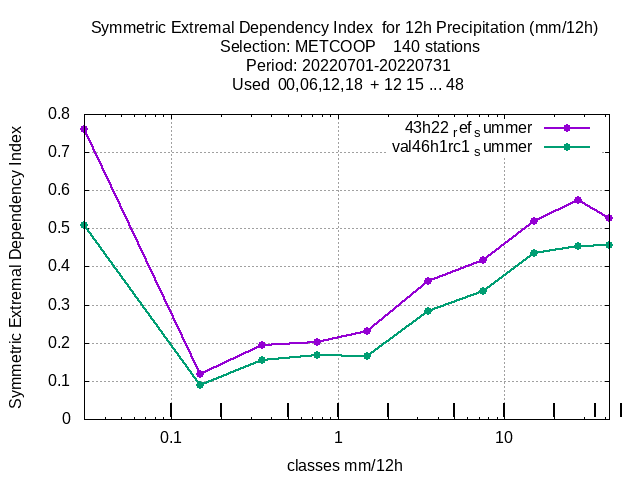 Symmetric Extremal Dependency Index  for 12h Precipitation (mm/12h)
Selection: METCOOP    140 stations
Period: 20220701-20220731
Used  00,06,12,18  + 12 15 ... 48
43h22 refsummer
val46h1rc1 summer
Symmetric Extremal Dependency Index
0.8
0.7
0.6
0.5
0.4
0.3
0.2
0.1
0
0.1 1 10
classes mm/12h